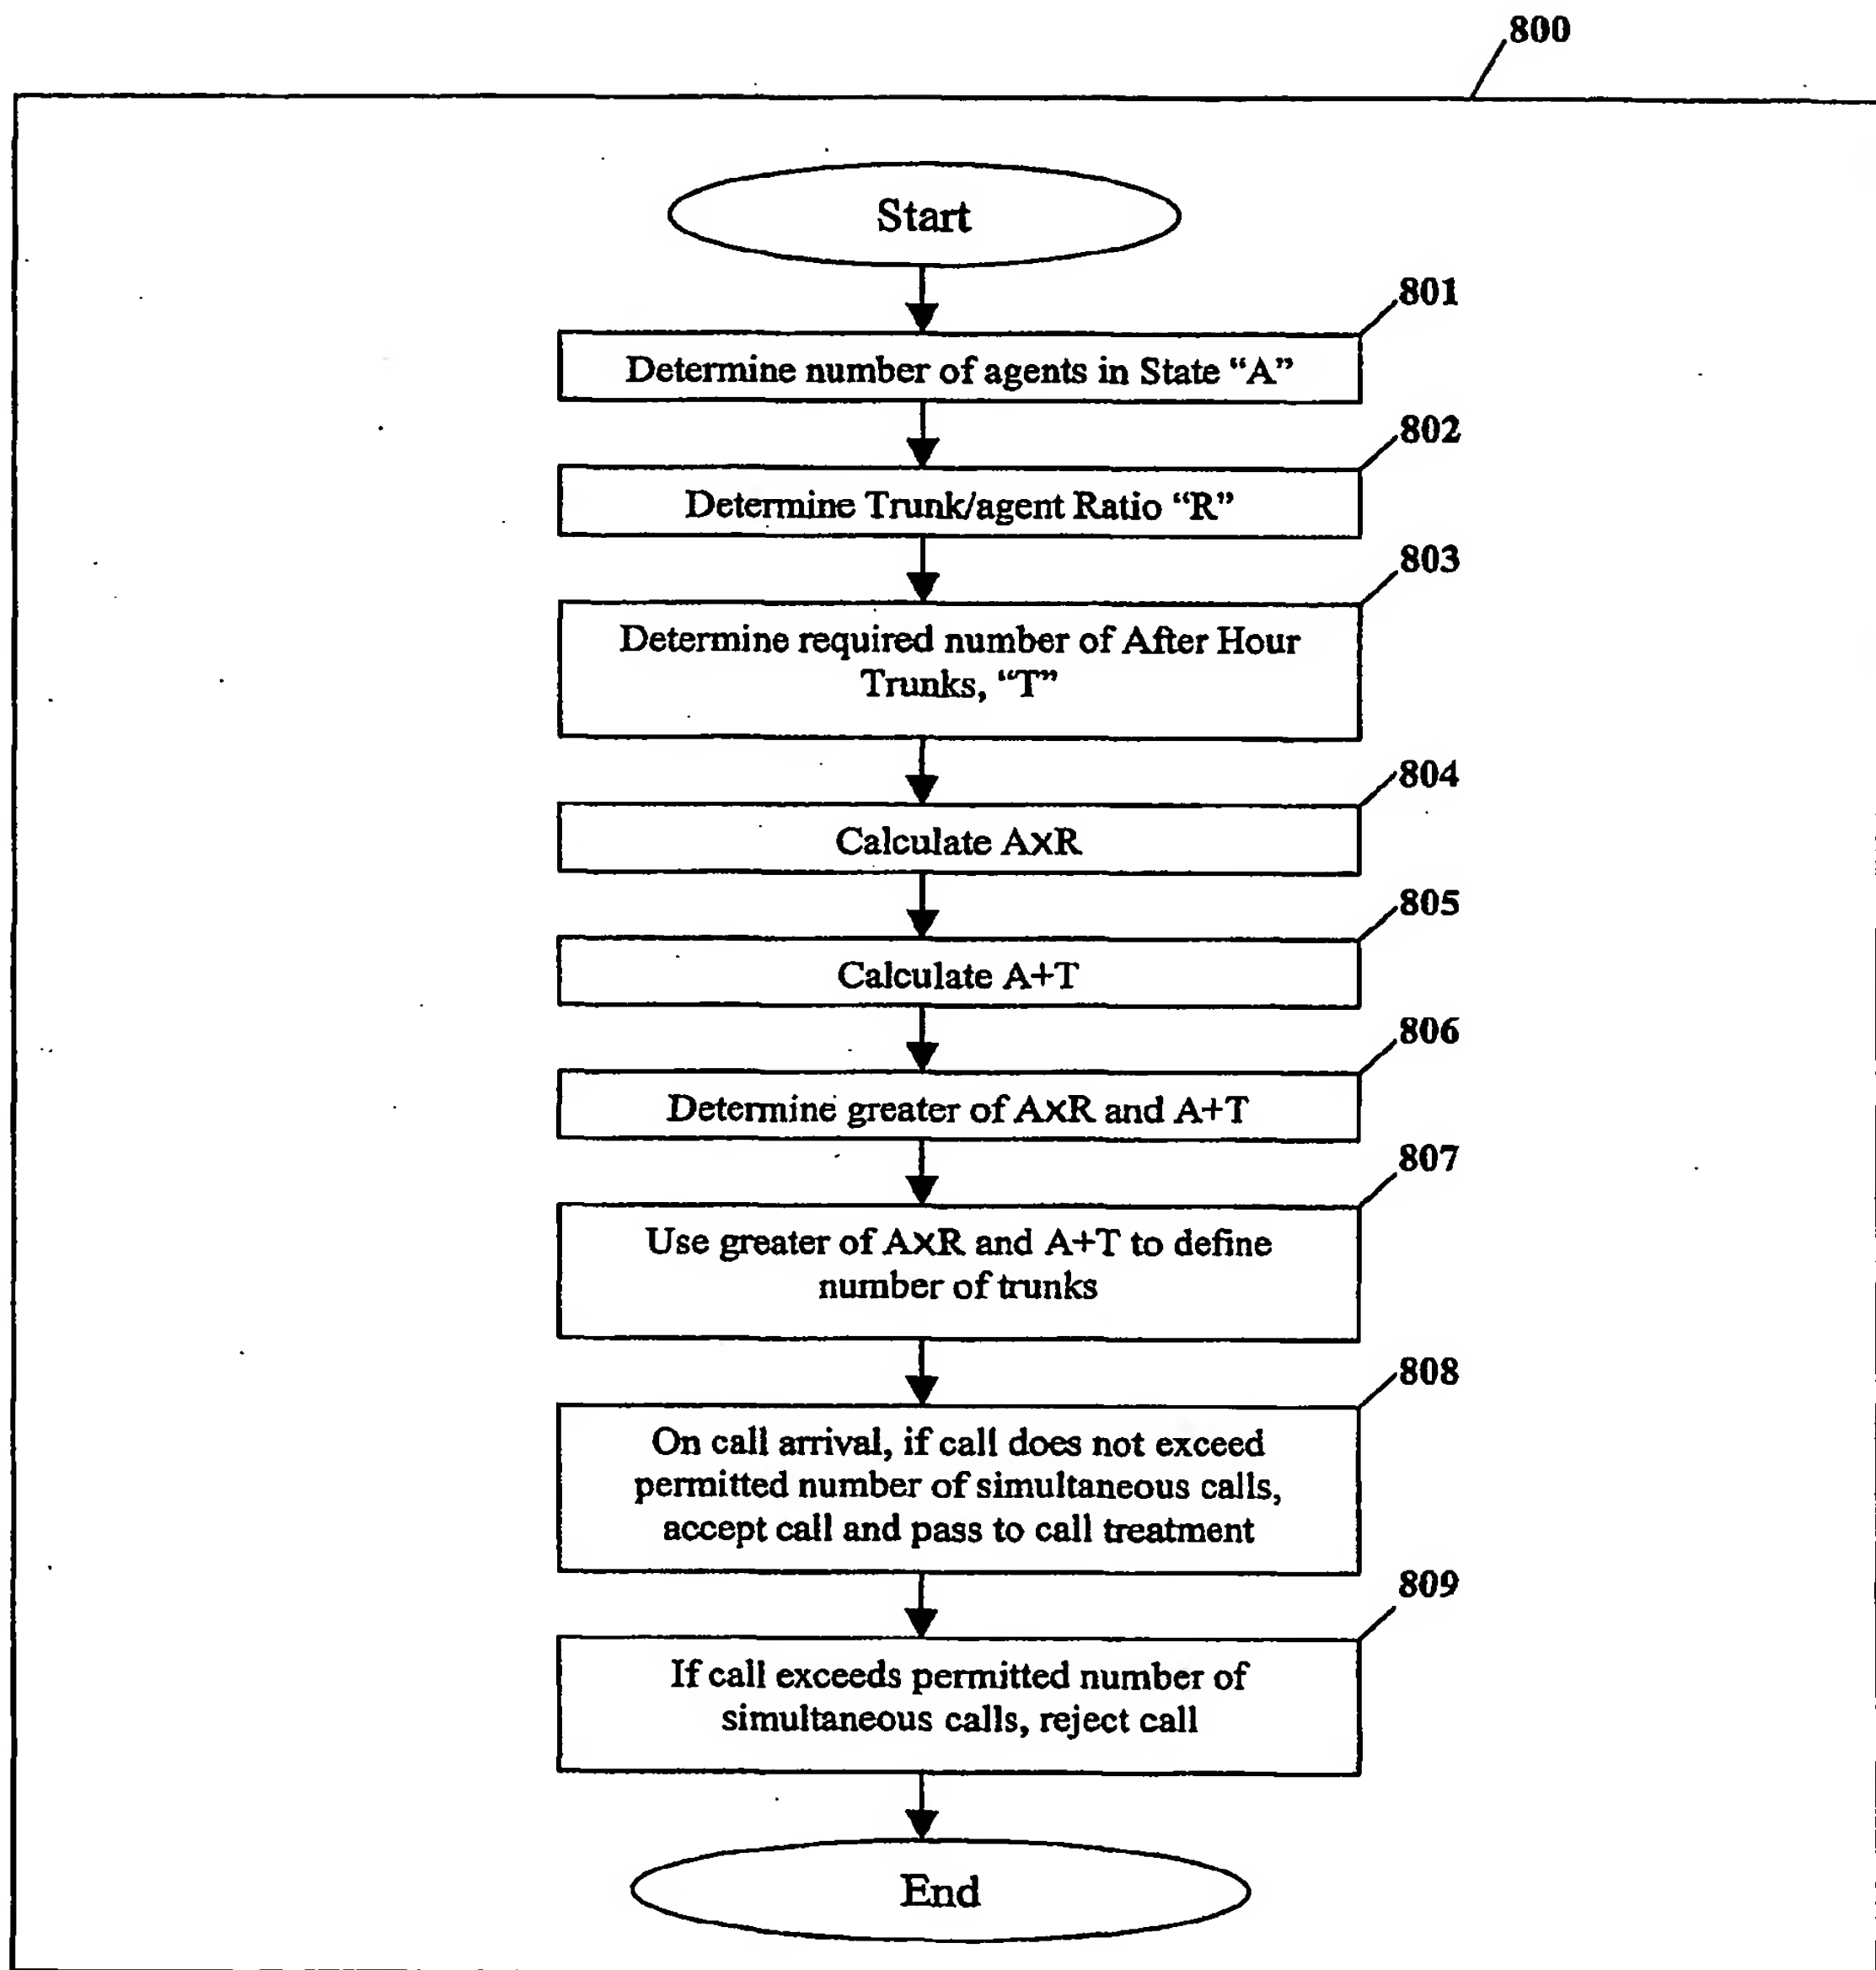 800
Start
801
Determine number of agents in State “A”
802
Determine Trunk/agent Ratio “R”
803
Determine required number of After Hour
Trunks, “T”
804
Calculate AxR
805
Calculate A+T
806
Determine greater of AxR and A+T
807
Use greater of AxR and A+T to define
number of trunks
808
On call arrival, if call does not exceed
permitted number of simultaneous calls,
accept call and pass to call treatment
809
If call exceeds permitted number of
simultaneous calls, reject call
End